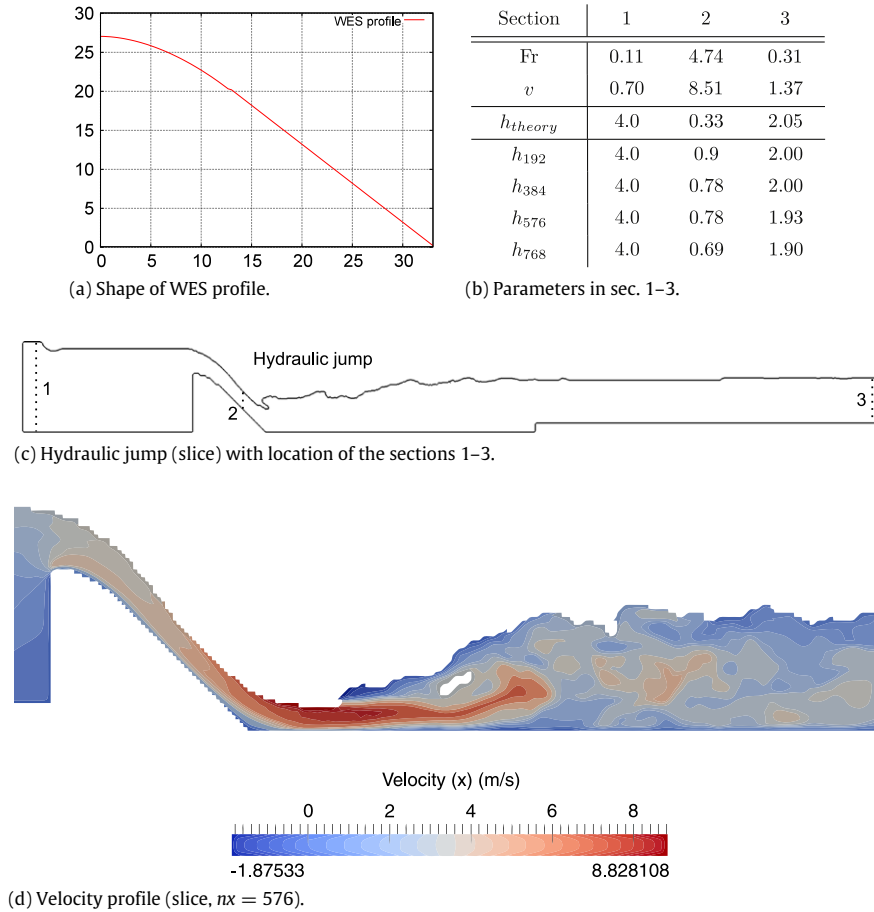 WES profile
30
25
20
15
10
5
0
0 5 10 15 20 25 30
(a) Shape of WES profile.
Section 1 2 3
Fr 0.11 4.74 0.31
v 0.70 8.51 1.37
h_theory 4.0 0.33 2.05
h_192 4.0 0.9 2.00
h_384 4.0 0.78 2.00
h_576 4.0 0.78 1.93
h_768 4.0 0.69 1.90
(b) Parameters in sec. 1–3.
Hydraulic jump
1
2
3
(c) Hydraulic jump (slice) with location of the sections 1–3.
Velocity (x) (m/s)
0 2 4 6 8
-1.87533 8.828108
(d) Velocity profile (slice, nx = 576).